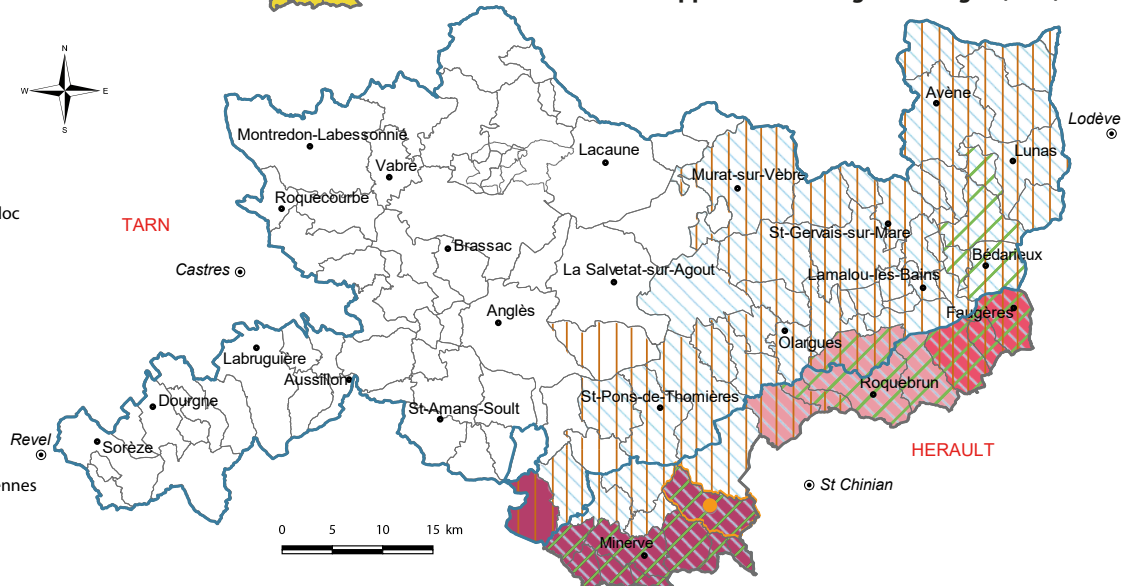 N
W E
S
Avène
Lodève
Montredon-Labessonnié
Lacaune
Lunas
Vabre
Murat-sur-Vèbre
Roquecourbe
loc
TARN
St-Gervais-sur-Mare
Brassac
Bédarieux
Castres
La Salvetat-sur-Agout
Lamalou-les-Bains
Anglès
Faugères
Olargues
Labruguière
Aussillon
Roquebrun
St-Pons-de-Thomières
Dourgne
St-Amans-Soult
Revel
Sorèze
HERAULT
ennes
St Chinian
0 5 10 15 km
Minerve